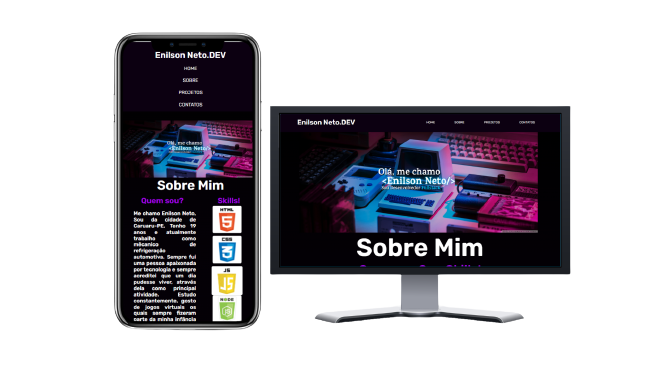 Enilson Neto.DEV
HOME
SOBRE
PROJETOS
CONTATOS
Olá, me chamo
<Enilson Neto/>
Sobre Mim
Quem sou?
Me chamo Enilson Neto.
Sou da cidade de
Caruaru-PE. Tenho 19
anos e atualmente
trabalho como
mêcanico de
refrigeração
automotiva. Sempre fui
uma pessoa apaixonada
por tecnologia e sempre
acreditei que um dia
pudesse viver, através
dela como principal
atividade. Estudo
constantemente, gosto
de jogos virtuais os
quais sempre fizeram
parte da minha infância
Skills!
HTML
5
CSS
3
JS
JS
NODE
Enilson Neto.DEV
HOME SOBRE PROJETOS CONTATOS
Olá, me chamo
<Enilson Neto/>
Sou desenvolvedor
Sobre Mim